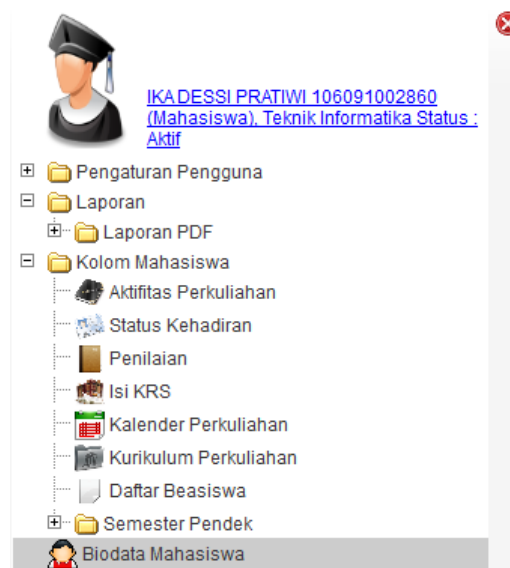 IKA DESSI PRATIWI 106091002860
(Mahasiswa), Teknik Informatika Status :
Aktif
Pengaturan Pengguna
Laporan
Laporan PDF
Kolom Mahasiswa
Aktifitas Perkuliahan
Status Kehadiran
Penilaian
Isi KRS
Kalender Perkuliahan
Kurikulum Perkuliahan
Daftar Beasiswa
Semester Pendek
Biodata Mahasiswa